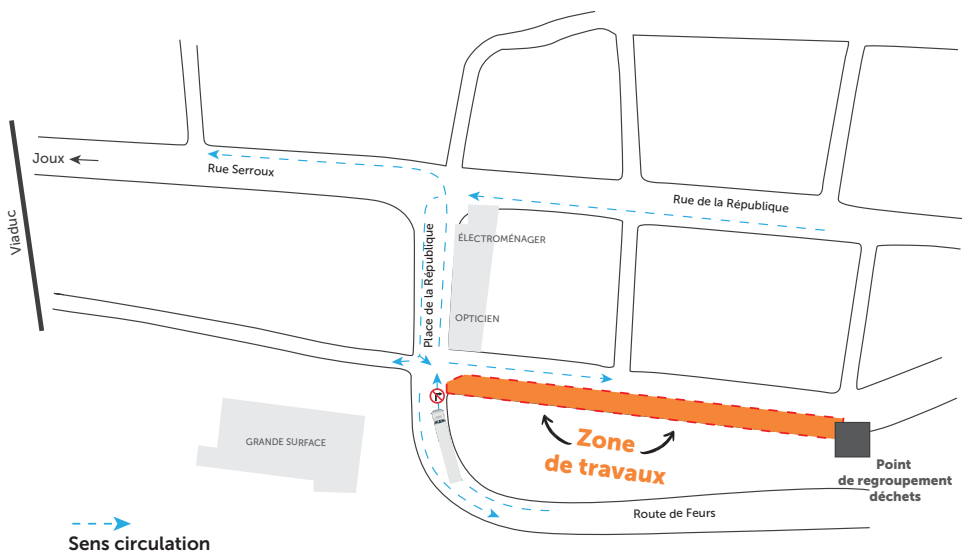 Joux
Rue Serroux
Rue de la République
Viaduc
Place de la République
ÉLECTROMÉNAGER
OPTICIEN
GRANDE SURFACE
Zone
de travaux
Point
de regroupement
déchets
Route de Feurs
Sens circulation